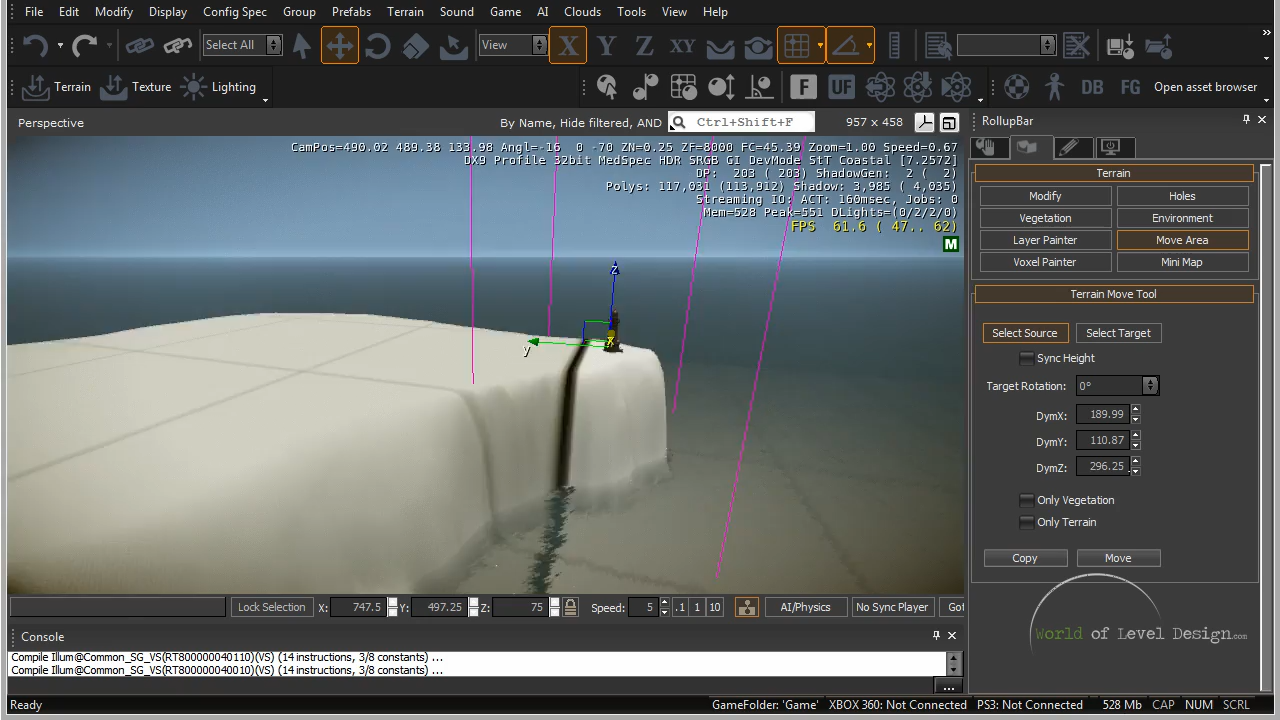 File Edit Modify Display Config Spec Group Prefabs Terrain Sound Game AI Clouds Tools View Help
Select All View X Y Z XY
Terrain Texture Lighting F UF DB FG Open asset browser
Perspective By Name, Hide filtered, AND Ctrl+Shift+F 957 x 458
CamPos=490.02 489.38 133.98 Angl=-16 0 -70 ZN=0.25 ZF=8000 FC=45.39 Zoom=1.00 Speed=0.67
DX9 Profile 32bit MedSpec HDR SRGB GI DevMode StT Coastal [7.2572]
DP: 203 ( 203) ShadowGen: 2 ( 2)
Polys: 117,031 (113,912) Shadow: 3,985 ( 4,035)
Streaming IO: ACT: 160msec, Jobs: 0
Mem=528 Peak=551 DLights=(0/2/2/0)
FPS 61.6 ( 47.. 62)
M
z
y
x
Lock Selection X: 747.5 Y: 497.25 Z: 75 Speed: 5 .1 1 10 AI/Physics No Sync Player Got
Console
Compile Illum@Common_SG_VS(RT800000040110)(VS) (14 instructions, 3/8 constants) ...
Compile Illum@Common_SG_VS(RT800000040010)(VS) (14 instructions, 3/8 constants) ...
...
RollupBar
Terrain
Modify Holes
Vegetation Environment
Layer Painter Move Area
Voxel Painter Mini Map
Terrain Move Tool
Select Source Select Target
Sync Height
Target Rotation: 0°
DymX: 189.99
DymY: 110.87
DymZ: 296.25
Only Vegetation
Only Terrain
Copy Move
World of Level Design.com
Ready GameFolder: 'Game' XBOX 360: Not Connected PS3: Not Connected 528 Mb CAP NUM SCRL